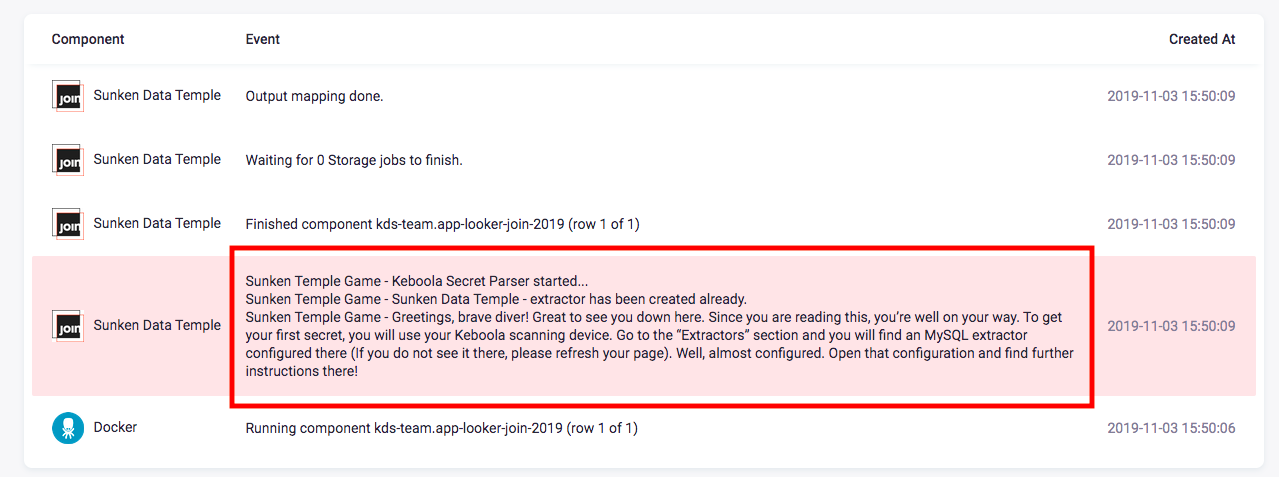 Component Event Created At
JOIN Sunken Data Temple Output mapping done. 2019-11-03 15:50:09
JOIN Sunken Data Temple Waiting for 0 Storage jobs to finish. 2019-11-03 15:50:09
JOIN Sunken Data Temple Finished component kds-team.app-looker-join-2019 (row 1 of 1) 2019-11-03 15:50:09
Sunken Temple Game - Keboola Secret Parser started...
Sunken Temple Game - Sunken Data Temple - extractor has been created already.
Sunken Temple Game - Greetings, brave diver! Great to see you down here. Since you are reading this, you’re well on your way. To get
JOIN Sunken Data Temple your first secret, you will use your Keboola scanning device. Go to the “Extractors” section and you will find an MySQL extractor 2019-11-03 15:50:09
configured there (If you do not see it there, please refresh your page). Well, almost configured. Open that configuration and find further
instructions there!
Docker Running component kds-team.app-looker-join-2019 (row 1 of 1) 2019-11-03 15:50:06